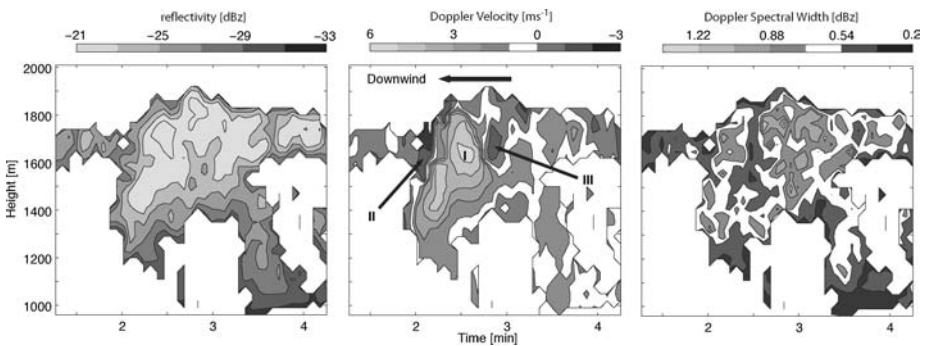 reflectivity [dBz]
−21 −25 −29 −33
Doppler Velocity [ms-1]
6 3 0 −3
Doppler Spectral Width [dBz]
1.22 0.88 0.54 0.2
2000
1800
1600
1400
1200
1000
Height [m]
Downwind
I
II
III
2 3 4
2 3 4
2 3 4
Time [min]